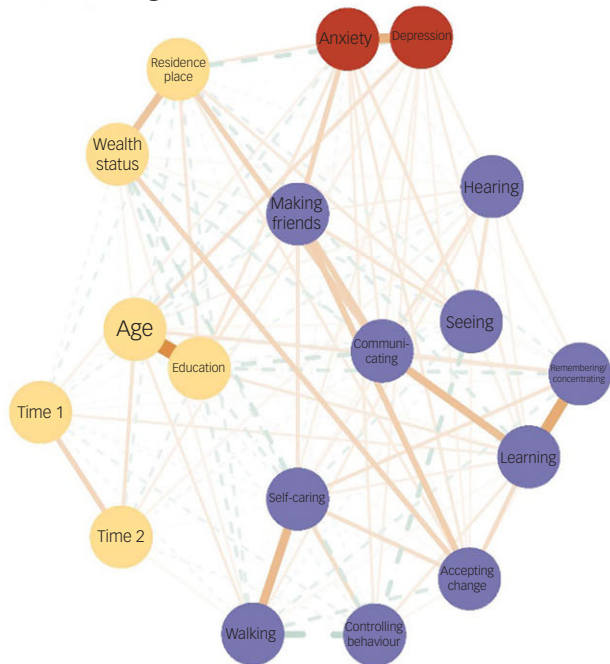 Anxiety
Depression
Residence
place
Wealth
status
Hearing
Making
friends
Age
Seeing
Communi-
cating
Education
Remembering/
concentrating
Time 1
Learning
Self-caring
Time 2
Accepting
change
Walking
Controlling
behaviour